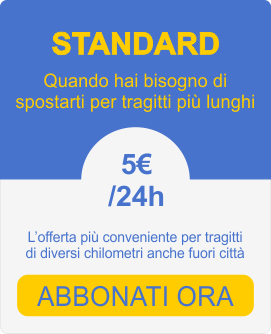 STANDARD
Quando hai bisogno di
spostarti per tragitti più lunghi
5€
/24h
L'offerta più conveniente per tragitti
di diversi chilometri anche fuori città
ABBONATI ORA